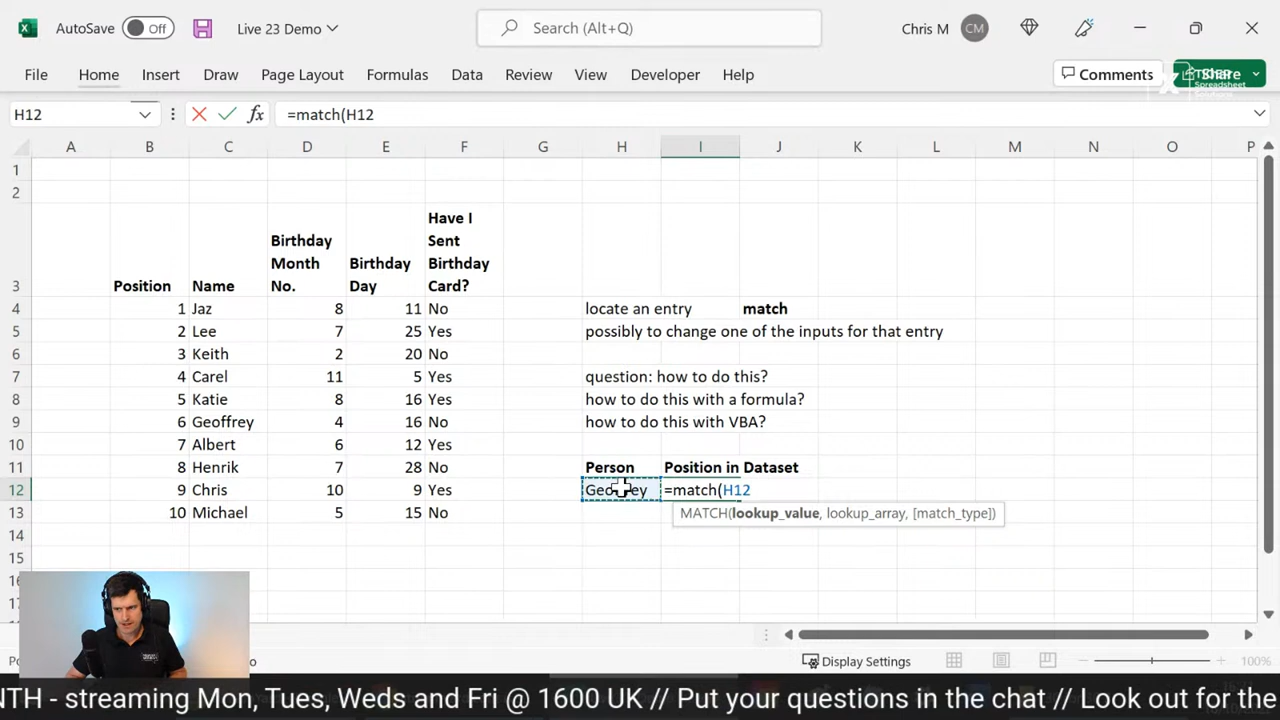 AutoSave Off Live 23 Demo Search (Alt+Q) Chris M CM
File Home Insert Draw Page Layout Formulas Data Review View Developer Help Comments Share
Spreadsheet
H12 fx =match(H12
A B C D E F G H I J K L M N O P
1
2
Have I
Sent
Birthday Birthday
Month Birthday Birthday
3 Position Name No. Day Card?
4 1 Jaz 8 11 No locate an entry match
5 2 Lee 7 25 Yes possibly to change one of the inputs for that entry
6 3 Keith 2 20 No
7 4 Carel 11 5 Yes question: how to do this?
8 5 Katie 8 16 Yes how to do this with a formula?
9 6 Geoffrey 4 16 No how to do this with VBA?
10 7 Albert 6 12 Yes
11 8 Henrik 7 28 No Person Position in Dataset
12 9 Chris 10 9 Yes Geoffrey =match(H12
13 10 Michael 5 15 No MATCH(lookup_value, lookup_array, [match_type])
14
15
16
17
Display Settings 100%
NTH - streaming Mon, Tues, Weds and Fri @ 1600 UK // Put your questions in the chat // Look out for the